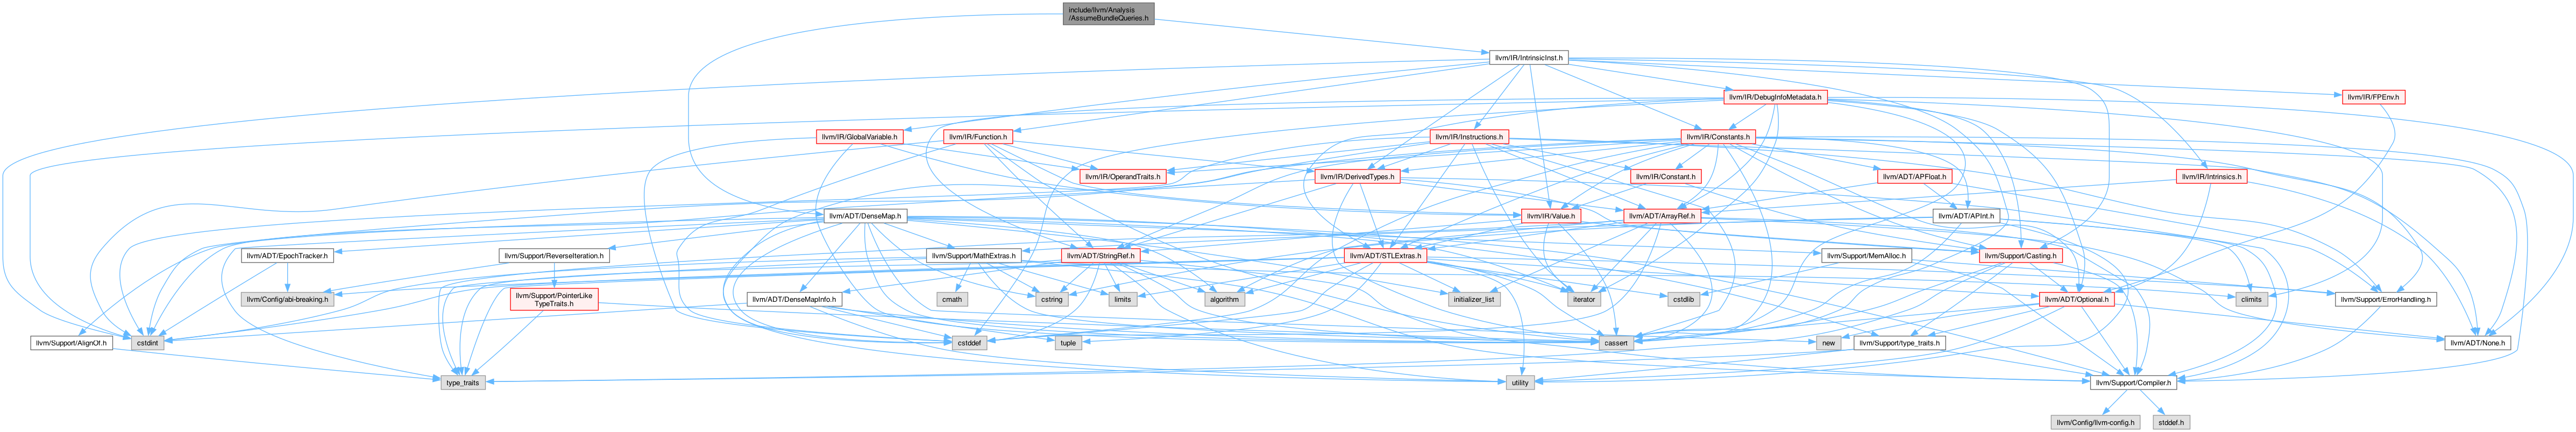 include/llvm/Analysis
/AssumeBundleQueries.h
llvm/IR/IntrinsicInst.h
llvm/IR/DebugInfoMetadata.h
llvm/IR/FPEnv.h
llvm/IR/GlobalVariable.h
llvm/IR/Function.h
llvm/IR/Instructions.h
llvm/IR/Constants.h
llvm/IR/OperandTraits.h
llvm/IR/DerivedTypes.h
llvm/IR/Constant.h
llvm/ADT/APFloat.h
llvm/IR/Intrinsics.h
llvm/ADT/DenseMap.h
llvm/IR/Value.h
llvm/ADT/ArrayRef.h
llvm/ADT/APInt.h
llvm/ADT/EpochTracker.h
llvm/Support/ReverseIteration.h
llvm/Support/MathExtras.h
llvm/ADT/StringRef.h
llvm/ADT/STLExtras.h
llvm/Support/MemAlloc.h
llvm/Support/Casting.h
llvm/Config/abi-breaking.h
llvm/Support/PointerLike
TypeTraits.h
llvm/ADT/DenseMapInfo.h
cmath
cstring
limits
algorithm
initializer_list
iterator
cstdlib
llvm/ADT/Optional.h
climits
llvm/Support/ErrorHandling.h
llvm/Support/AlignOf.h
cstdint
cstddef
tuple
cassert
new
llvm/Support/type_traits.h
llvm/ADT/None.h
type_traits
utility
llvm/Support/Compiler.h
llvm/Config/llvm-config.h
stddef.h